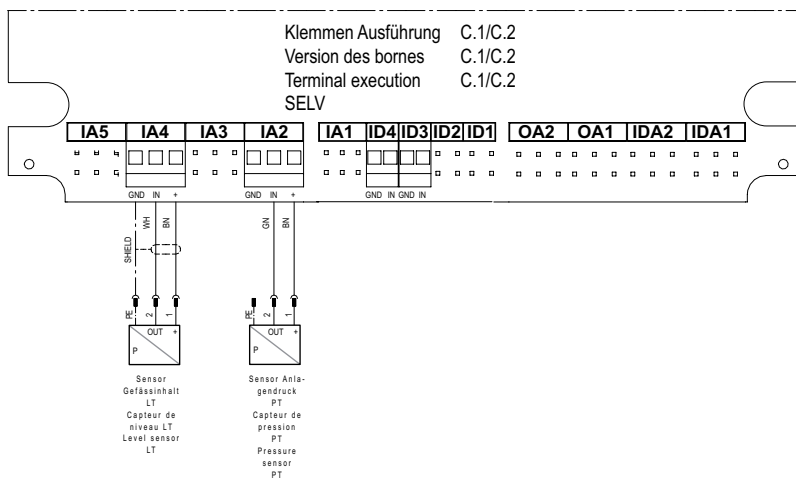 Klemmen Ausführung C.1/C.2
Version des bornes C.1/C.2
Terminal execution C.1/C.2
SELV
IA5 IA4 IA3 IA2 IA1 ID4 ID3 ID2 ID1 OA2 OA1 IDA2 IDA1
GND IN + GND IN + GND IN GND IN
SHIELD WH BN GN BN
PE 2 1 PE 2 1
OUT + OUT +
P P
Sensor
Gefässinhalt
LT
Capteur de
niveau LT
Level sensor
LT
Sensor Anla-
gendruck
PT
Capteur de
pression
PT
Pressure
sensor
PT